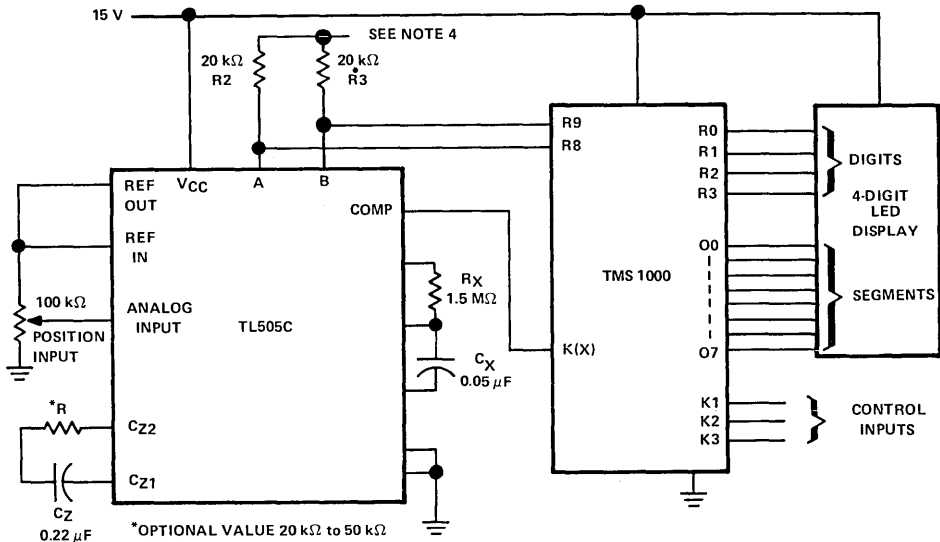 15 V
SEE NOTE 4
20 kΩ
R2
20 kΩ
*R3
R9
R8
R0
R1
R2
R3
DIGITS
4-DIGIT
LED
DISPLAY
REF
OUT
VCC
A
B
COMP
REF
IN
100 kΩ
POSITION
INPUT
ANALOG
INPUT
TL505C
RX
1.5 MΩ
CX
0.05 μF
TMS 1000
O0
SEGMENTS
O7
K(X)
K1
K2
K3
CONTROL
INPUTS
*R
CZ2
CZ1
CZ
0.22 μF
*OPTIONAL VALUE 20 kΩ to 50 kΩ